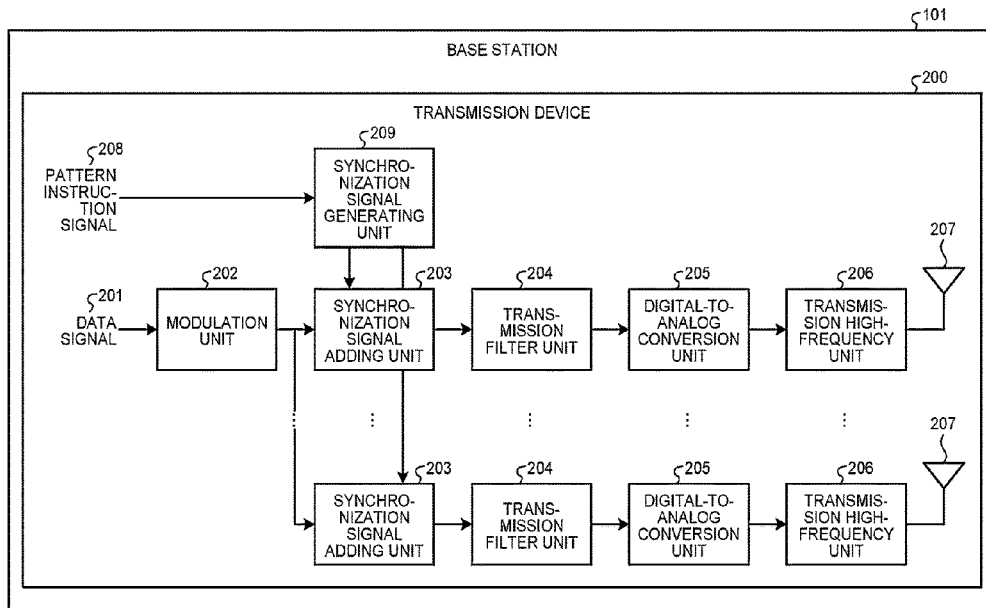 101
BASE STATION
200
TRANSMISSION DEVICE
208
PATTERN
INSTRUC-
TION
SIGNAL
209
SYNCHRO-
NIZATION
SIGNAL
GENERATING
UNIT
201
DATA
SIGNAL
202
MODULATION
UNIT
203
SYNCHRO-
NIZATION
SIGNAL
ADDING UNIT
204
TRANS-
MISSION
FILTER UNIT
205
DIGITAL-TO-
ANALOG
CONVERSION
UNIT
206
TRANSMIS-
SION HIGH-
FREQUENCY
UNIT
207
203
SYNCHRO-
NIZATION
SIGNAL
ADDING UNIT
204
TRANS-
MISSION
FILTER UNIT
205
DIGITAL-TO-
ANALOG
CONVERSION
UNIT
206
TRANSMIS-
SION HIGH-
FREQUENCY
UNIT
207